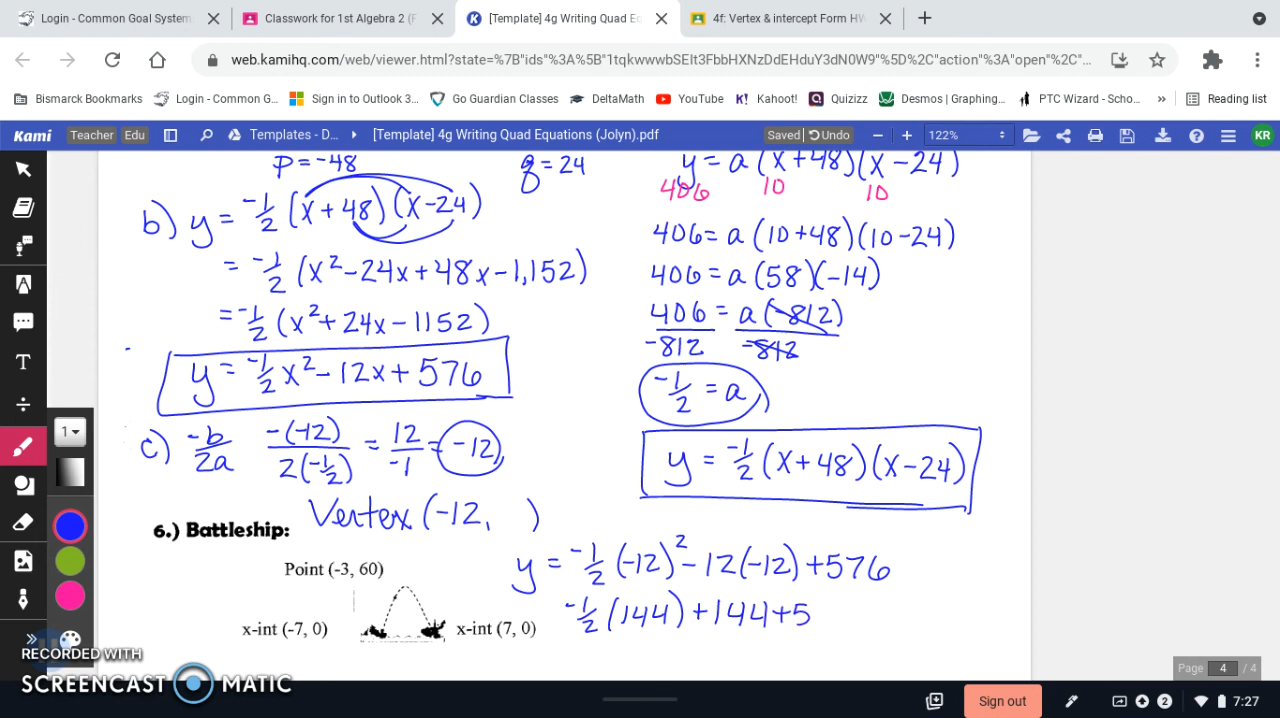 Login - Common Goal System
Classwork for 1st Algebra 2 (F
[Template] 4g Writing Quad Eq
4f: Vertex & intercept Form HW
web.kamihq.com/web/viewer.html?state=%7B"ids"%3A%5B"1tqkwwwbSEIt3FbbHXNzDdEHduY3dN0W9"%5D%2C"action"%3A"open"%2C"...
Bismarck Bookmarks
Login - Common G...
Sign in to Outlook 3...
Go Guardian Classes
DeltaMath
YouTube
Kahoot!
Quizizz
Desmos | Graphing...
PTC Wizard - Scho...
»
Reading list
Kami
Teacher
Edu
Templates - D...
[Template] 4g Writing Quad Equations (Jolyn).pdf
Saved
Undo
122%
KR
p = -48
q = 24
y = a(x+48)(x-24)
406 10 10
b) y = -1/2 (x+48)(x-24)
= -1/2 (x² - 24x + 48x - 1,152)
= -1/2 (x² + 24x - 1152)
y = -1/2 x² - 12x + 576
406 = a(10+48)(10-24)
406 = a(58)(-14)
406 = a(-812)
-812 -812
-1/2 = a
y = -1/2 (x+48)(x-24)
c) -b/2a -(-12)/2(-1/2) = 12/-1 = -12
Vertex (-12, )
6.) Battleship:
y = -1/2 (-12)² - 12(-12) + 576
-1/2 (144) + 144 + 5
Point (-3, 60)
x-int (-7, 0)
x-int (7, 0)
1
T
RECORDED WITH
SCREENCAST MATIC
Page 4 / 4
Sign out
2
7:27